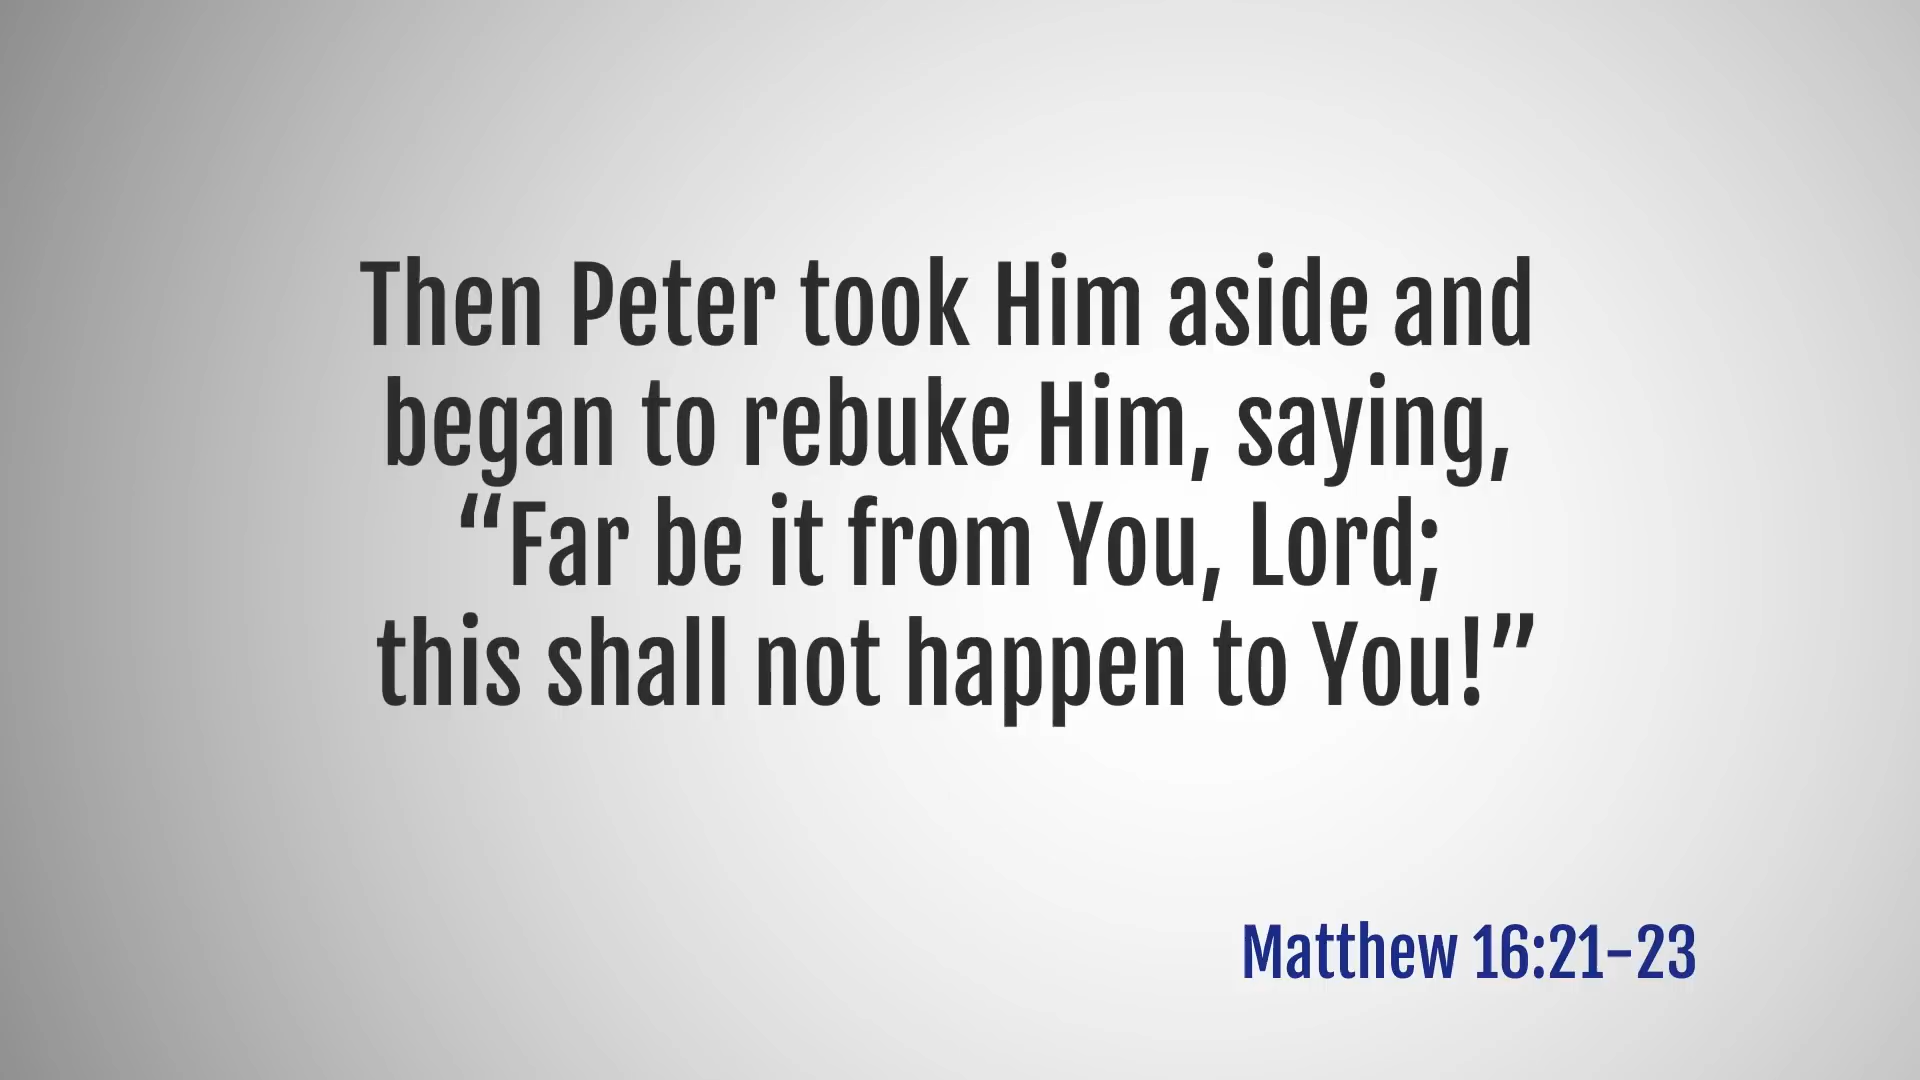 Then Peter took Him aside and
began to rebuke Him, saying,
“Far be it from You, Lord;
this shall not happen to You!”
Matthew 16:21–23